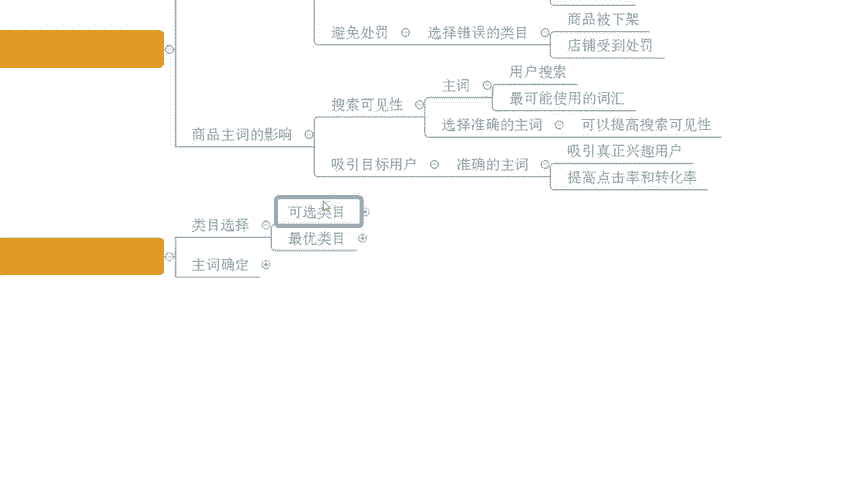 商品被下架
避免处罚 选择错误的类目
店铺受到处罚
用户搜索
主词
搜索可见性 最可能使用的词汇
选择准确的主词 可以提高搜索可见性
商品主词的影响
吸引真正兴趣用户
吸引目标用户 准确的主词
提高点击率和转化率
可选类目
类目选择
最优类目
主词确定